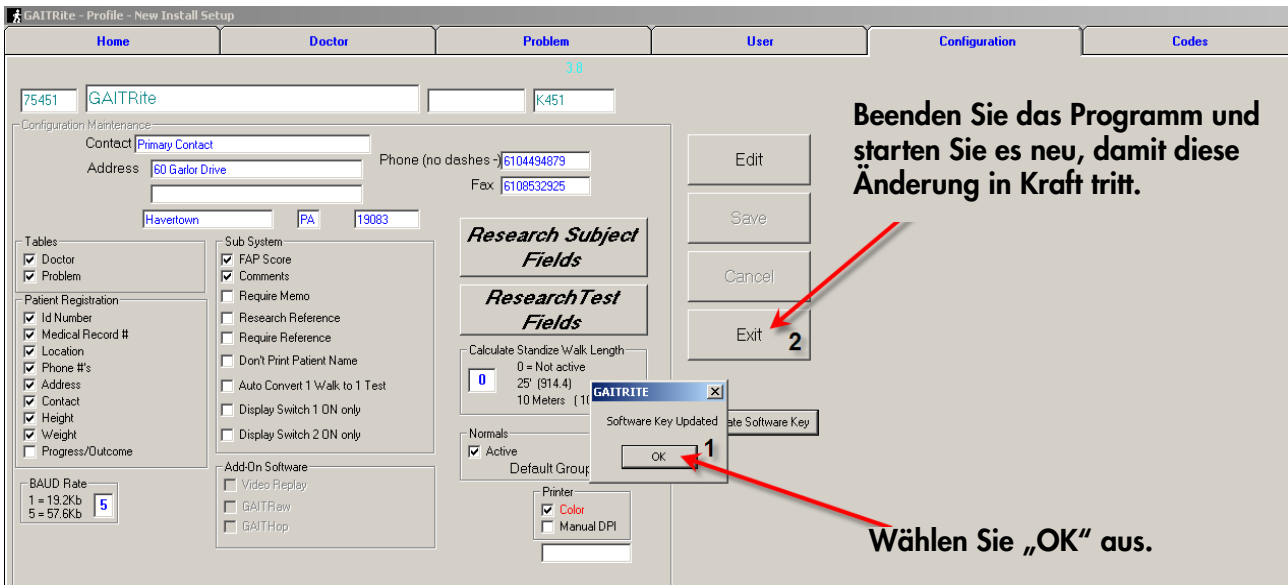 GAITRite - Profile - New Install Setup
Home Doctor Problem User Configuration Codes
3.8
75451 GAITRite K451
Configuration Maintenance
Contact Primary Contact
Address 60 Garlor Drive
Phone (no dashes -) 6104494879
Fax 6108532925
Havertown PA 19083
Tables
Doctor
Problem
Patient Registration
Id Number
Medical Record #
Location
Phone #'s
Address
Contact
Height
Weight
Progress/Outcome
BAUD Rate
1 = 19.2Kb
5 = 57.6Kb
5
Sub System
FAP Score
Comments
Require Memo
Research Reference
Require Reference
Don't Print Patient Name
Auto Convert 1 Walk to 1 Test
Display Switch 1 ON only
Display Switch 2 ON only
Add-On Software
Video Replay
GAITRaw
GAITHop
Research Subject
Fields
Research Test
Fields
Calculate Standize Walk Length
0
0 = Not active
25' (914.4)
10 Meters ( 10
Normals
Active
Default Group
Printer
Color
Manual DPI
Edit
Save
Cancel
Exit 2
ate Software Key
GAITRITE
Software Key Updated
OK 1
Beenden Sie das Programm und
starten Sie es neu, damit diese
Änderung in Kraft tritt.
Wählen Sie „OK“ aus.